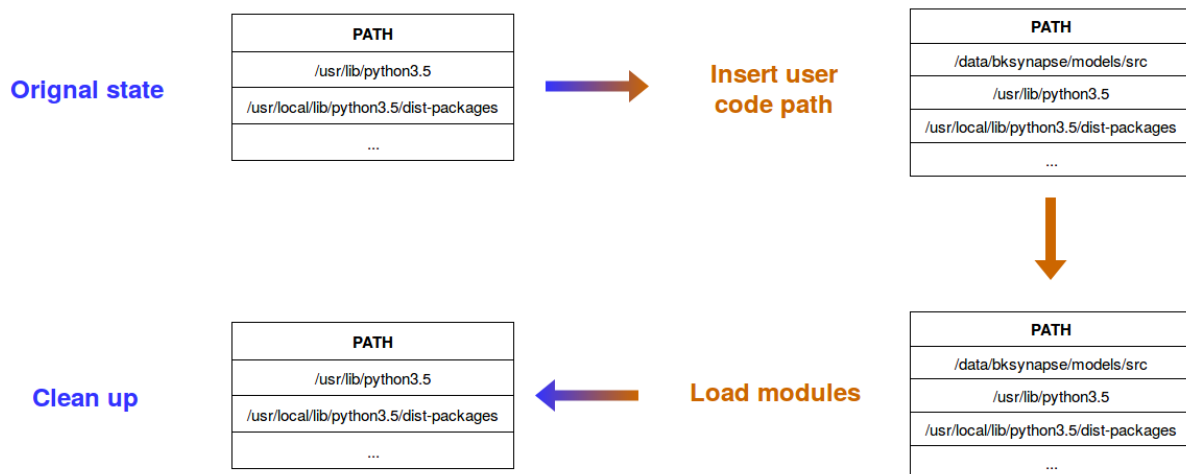 PATH
/usr/lib/python3.5
/usr/local/lib/python3.5/dist-packages
...
Orignal state
Insert user
code path
PATH
/data/bksynapse/models/src
/usr/lib/python3.5
/usr/local/lib/python3.5/dist-packages
...
PATH
/usr/lib/python3.5
/usr/local/lib/python3.5/dist-packages
...
Clean up
Load modules
PATH
/data/bksynapse/models/src
/usr/lib/python3.5
/usr/local/lib/python3.5/dist-packages
...